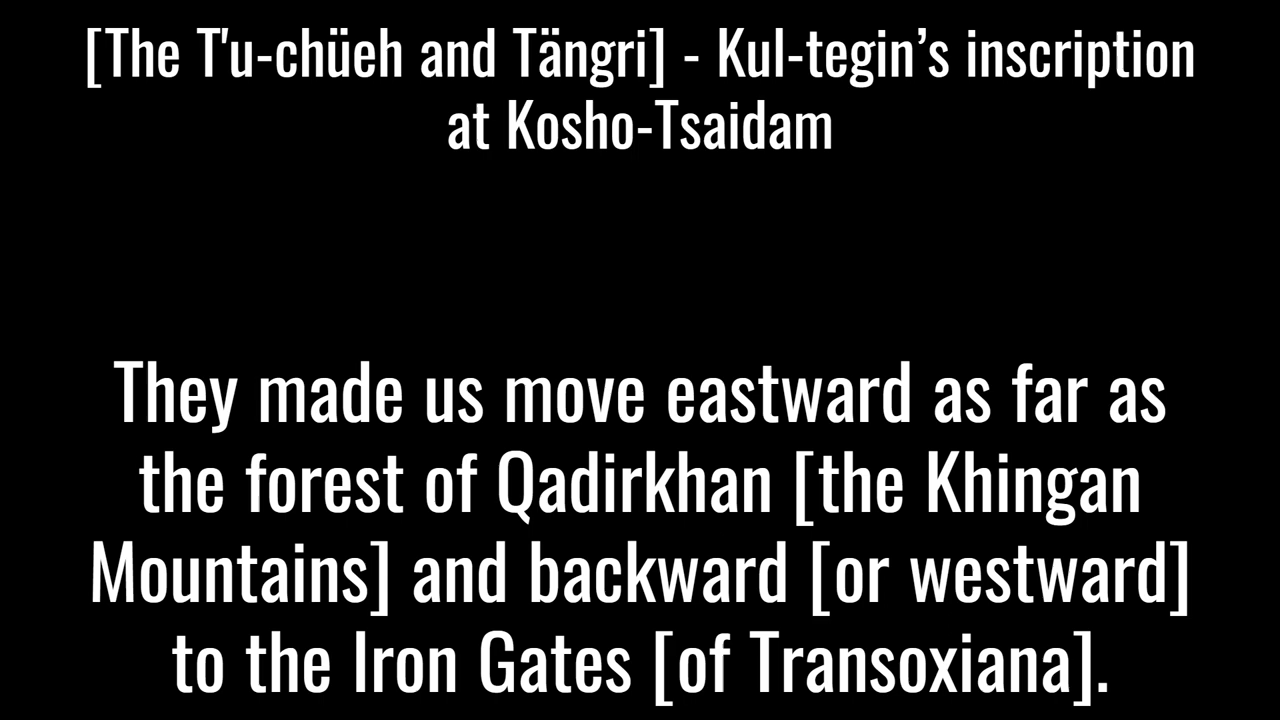 [The T'u-chüeh and Tängri] - Kul-tegin’s inscription
at Kosho-Tsaidam
They made us move eastward as far as
the forest of Qadirkhan [the Khingan
Mountains] and backward [or westward]
to the Iron Gates [of Transoxiana].